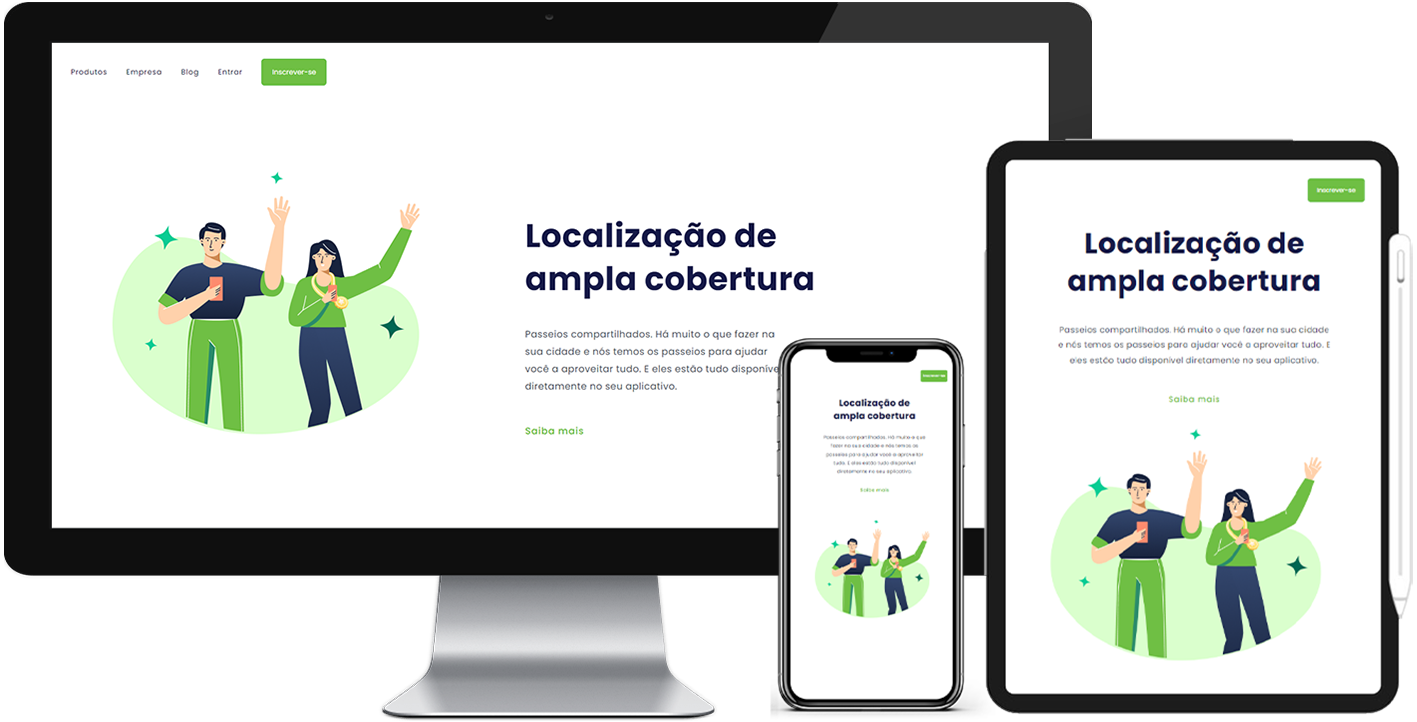 Produtos Empresa Blog Entrar Inscrever-se
Localização de
ampla cobertura
Passeios compartilhados. Há muito o que fazer na
sua cidade e nós temos os passeios para ajudar
você a aproveitar tudo. E eles estão tudo disponíve
diretamente no seu aplicativo.
Saiba mais
Inscrever-se
Localização de
ampla cobertura
Passeios compartilhados. Há muito o que
fazer na sua cidade e nós temos os
passeios para ajudar você a aproveitar
tudo. E eles estão tudo disponível
diretamente no seu aplicativo.
Saiba mais
Inscrever-se
Localização de
ampla cobertura
Passeios compartilhados. Há muito o que fazer na sua cidade
e nós temos os passeios para ajudar você a aproveitar tudo. E
eles estão tudo disponível diretamente no seu aplicativo.
Saiba mais